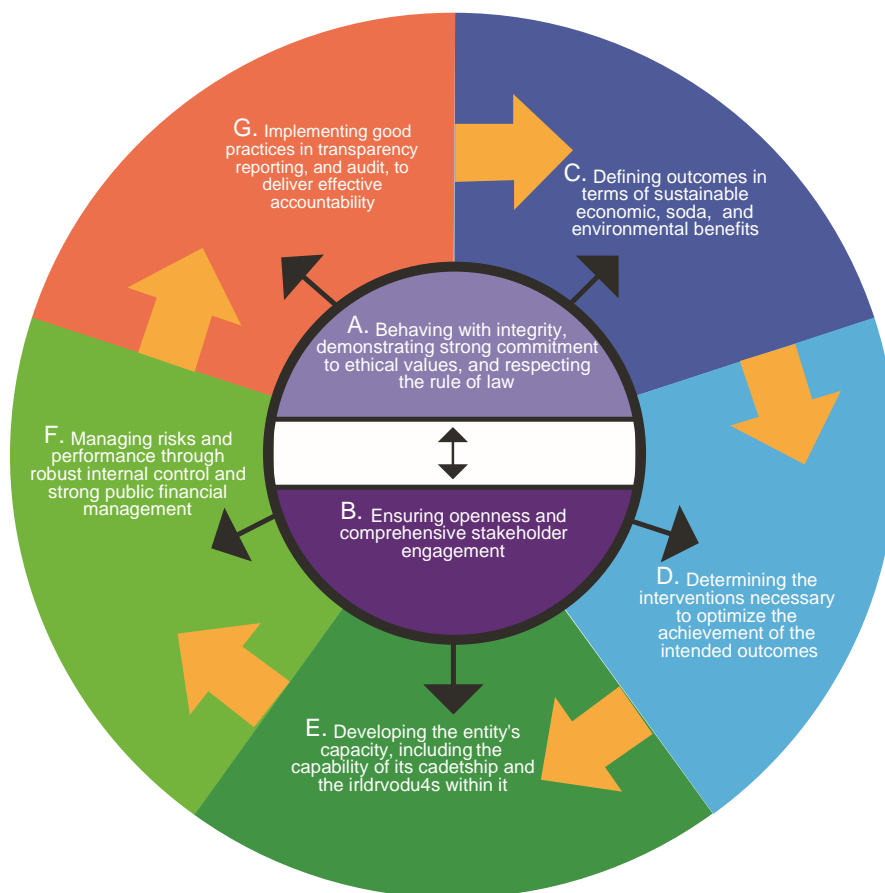 G. Implementing good
practices in transparency
reporting, and audit, to
deliver effective
accountability
C. Defining outcomes in
terms of sustainable
economic, soda, and
environmental benefits
A. Behaving with integrity,
demonstrating strong commitment
to ethical values, and respecting
the rule of law
F. Managing risks and
performance through
robust internal control and
strong public financial
management
B. Ensuring openness and
comprehensive stakeholder
engagement
D. Determining the
interventions necessary
to optimize the
achievement of the
intended outcomes
E. Developing the entity's
capacity, including the
capability of its cadetship and
the irldrvodu4s within it